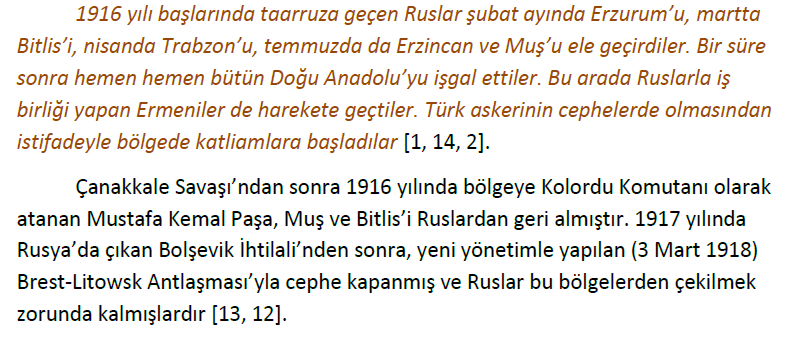 1916 yılı başlarında taarruza geçen Ruslar şubat ayında Erzurum’u, martta
Bitlis’i, nisanda Trabzon’u, temmuzda da Erzincan ve Muş’u ele geçirdiler. Bir süre
sonra hemen hemen bütün Doğu Anadolu’yu işgal ettiler. Bu arada Ruslarla iş
birliği yapan Ermeniler de harekete geçtiler. Türk askerinin cephelerde olmasından
istifadeyle bölgede katliamlara başladılar [1, 14, 2].
Çanakkale Savaşı’ndan sonra 1916 yılında bölgeye Kolordu Komutanı olarak
atanan Mustafa Kemal Paşa, Muş ve Bitlis’i Ruslardan geri almıştır. 1917 yılında
Rusya’da çıkan Bolşevik İhtilali’nden sonra, yeni yönetimle yapılan (3 Mart 1918)
Brest-Litowsk Antlaşması’yla cephe kapanmış ve Ruslar bu bölgelerden çekilmek
zorunda kalmışlardır [13, 12].